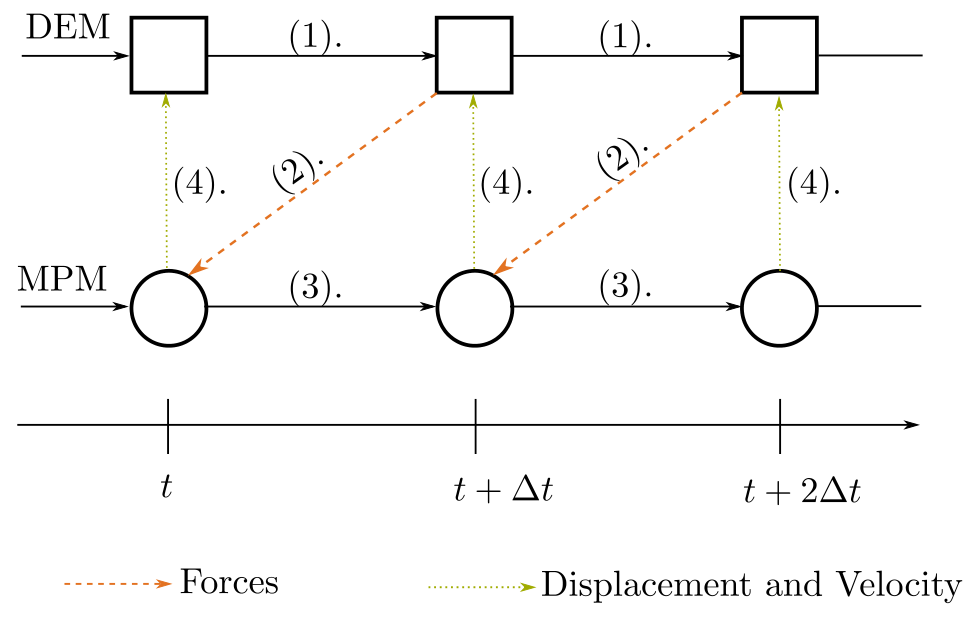 DEM
(1).
(1).
(2).
(2).
(4).
(4).
(4).
MPM
(3).
(3).
t
t + Δt
t + 2Δt
Forces
Displacement and Velocity